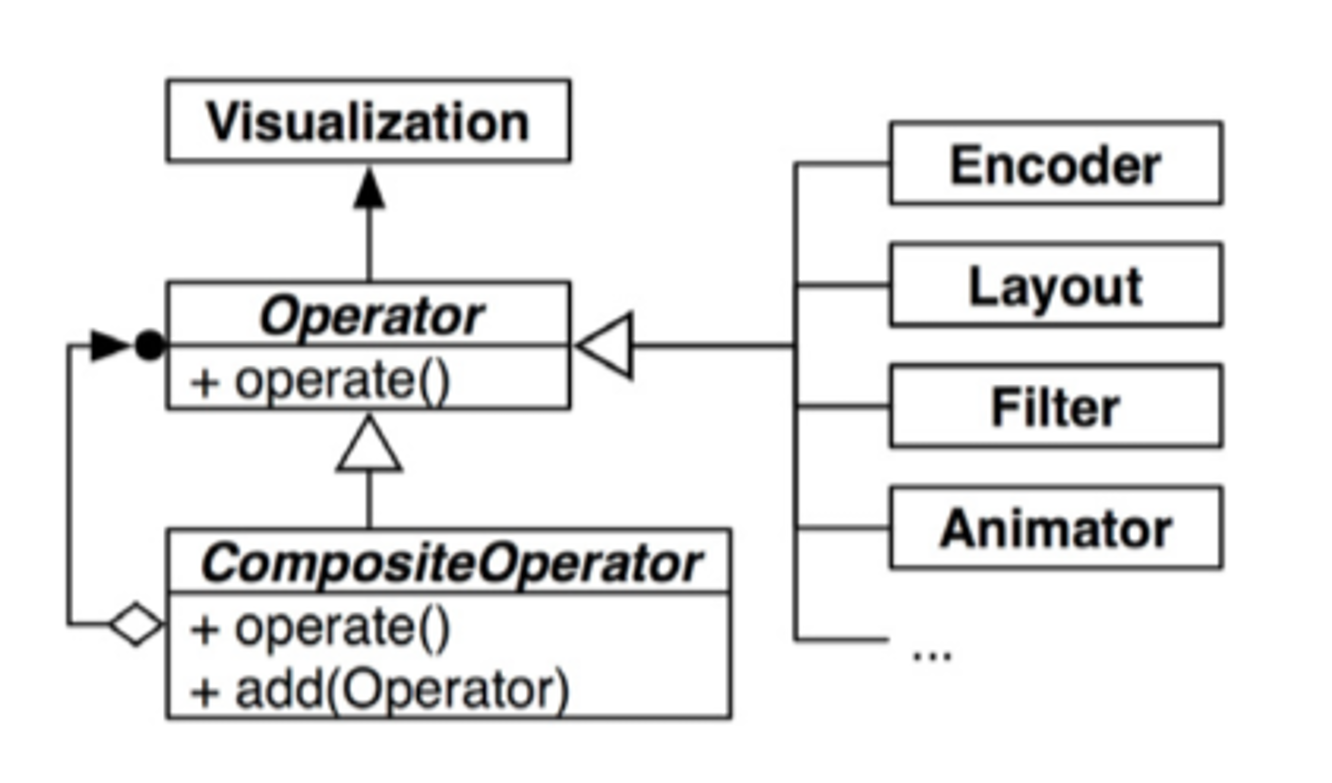 Visualization
Operator
+ operate()
CompositeOperator
+ operate()
+ add(Operator)
Encoder
Layout
Filter
Animator
...